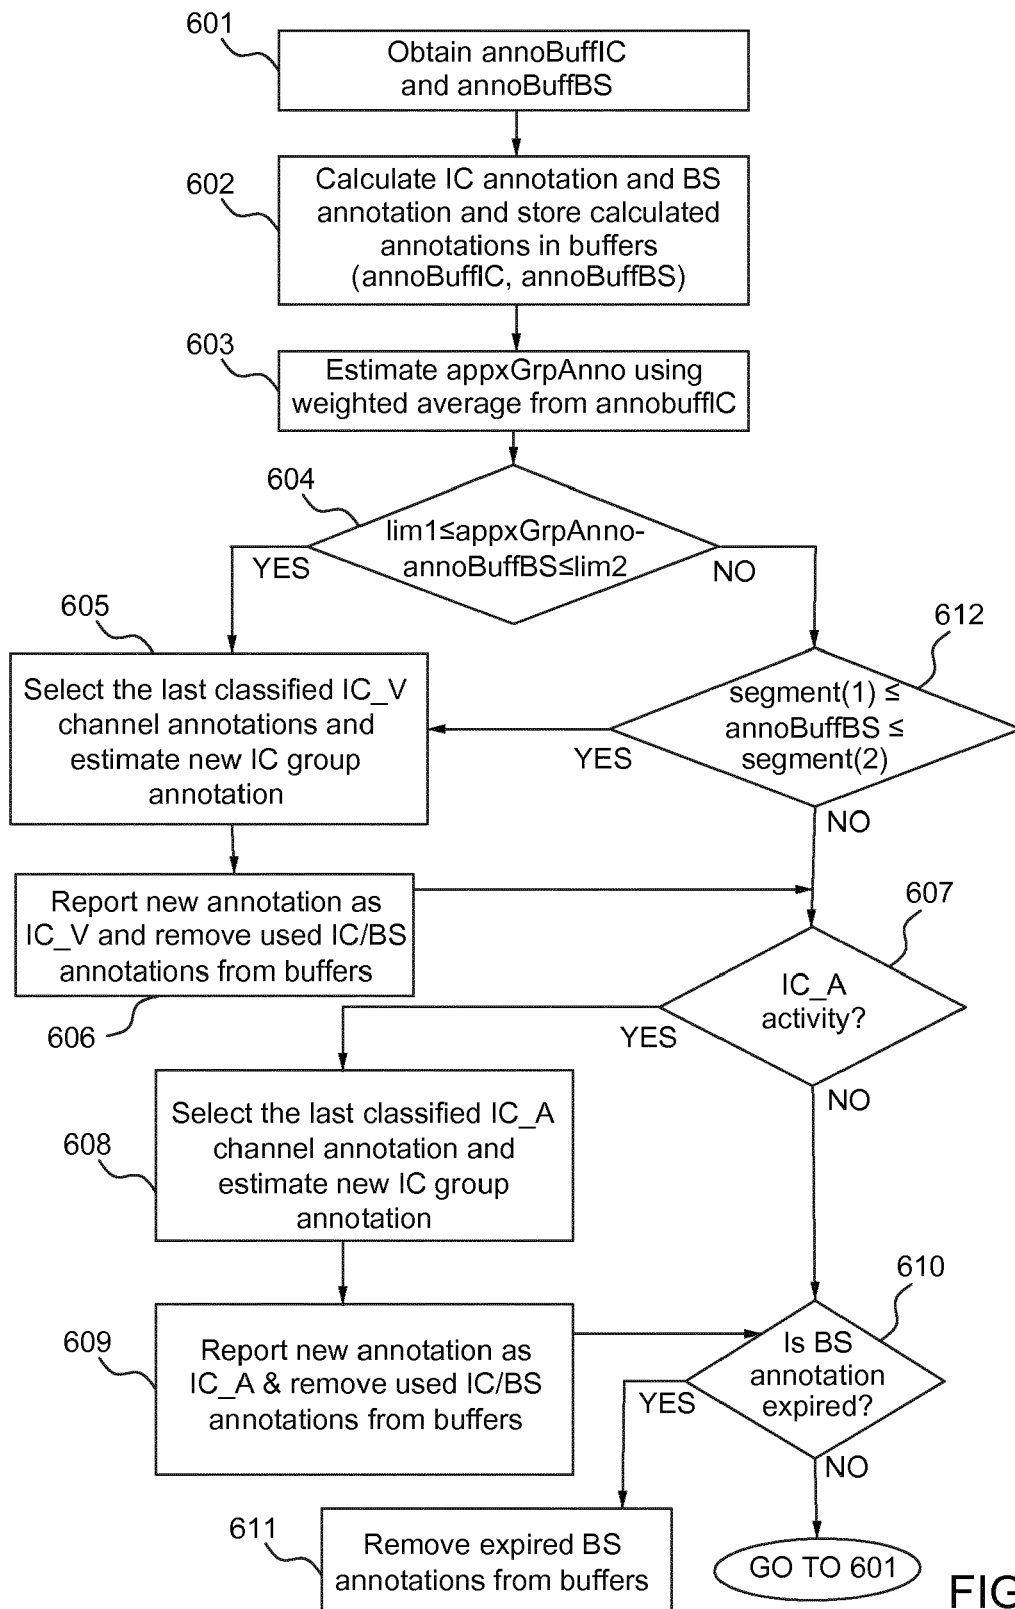 601
Obtain annoBuffIC
and annoBuffBS
602
Calculate IC annotation and BS
annotation and store calculated
annotations in buffers
(annoBuffIC, annoBuffBS)
603
Estimate appxGrpAnno using
weighted average from annobuffIC
604
lim1≤appxGrpAnno-
annoBuffBS≤lim2
YES
NO
605
Select the last classified IC_V
channel annotations and
estimate new IC group
annotation
612
segment(1) ≤
annoBuffBS ≤
segment(2)
YES
NO
Report new annotation as
IC_V and remove used IC/BS
annotations from buffers
606
607
IC_A
activity?
YES
NO
608
Select the last classified IC_A
channel annotation and
estimate new IC group
annotation
609
Report new annotation as
IC_A & remove used IC/BS
annotations from buffers
610
Is BS
annotation
expired?
YES
NO
611
Remove expired BS
annotations from buffers
GO TO 601
FIG